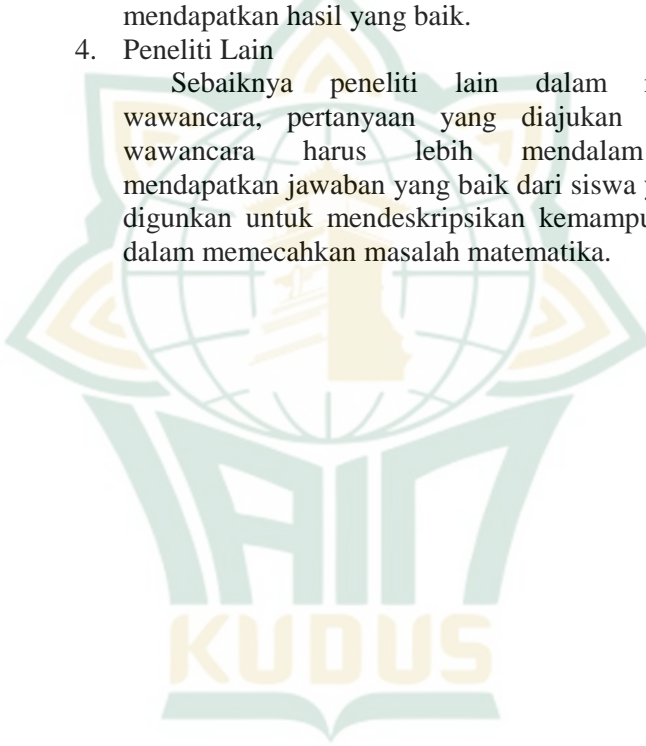 mendapatkan hasil yang baik.
4. Peneliti Lain
Sebaiknya peneliti lain dalam
wawancara, pertanyaan yang diajukan
wawancara harus lebih mendalam
mendapatkan jawaban yang baik dari siswa
digunkan untuk mendeskripsikan
dalam memecahkan masalah matematika.
IAIN
KUDUS